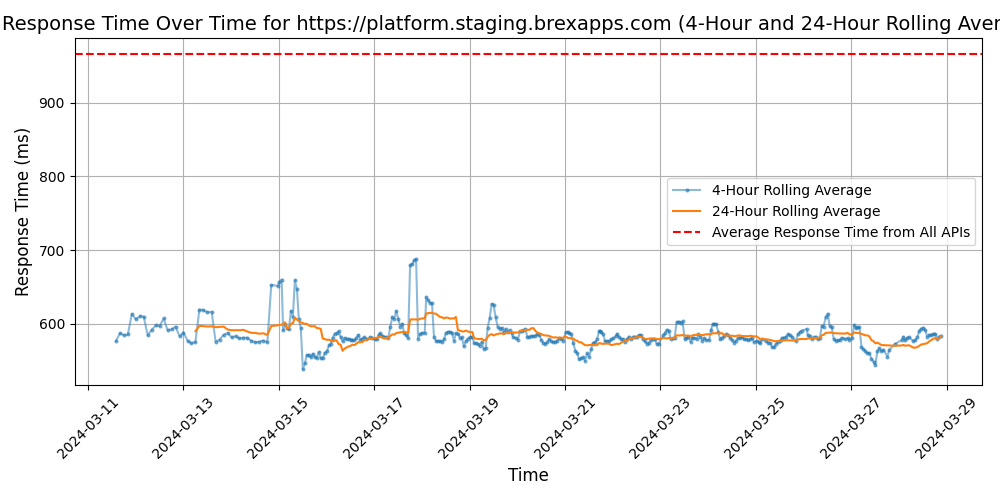 Response Time Over Time for https://platform.staging.brexapps.com (4-Hour and 24-Hour Rolling Aver
900
800
700
600
Response Time (ms)
4-Hour Rolling Average
24-Hour Rolling Average
Average Response Time from All APIs
2024-03-11
2024-03-13
2024-03-15
2024-03-17
2024-03-19
2024-03-21
2024-03-23
2024-03-25
2024-03-27
2024-03-29
Time